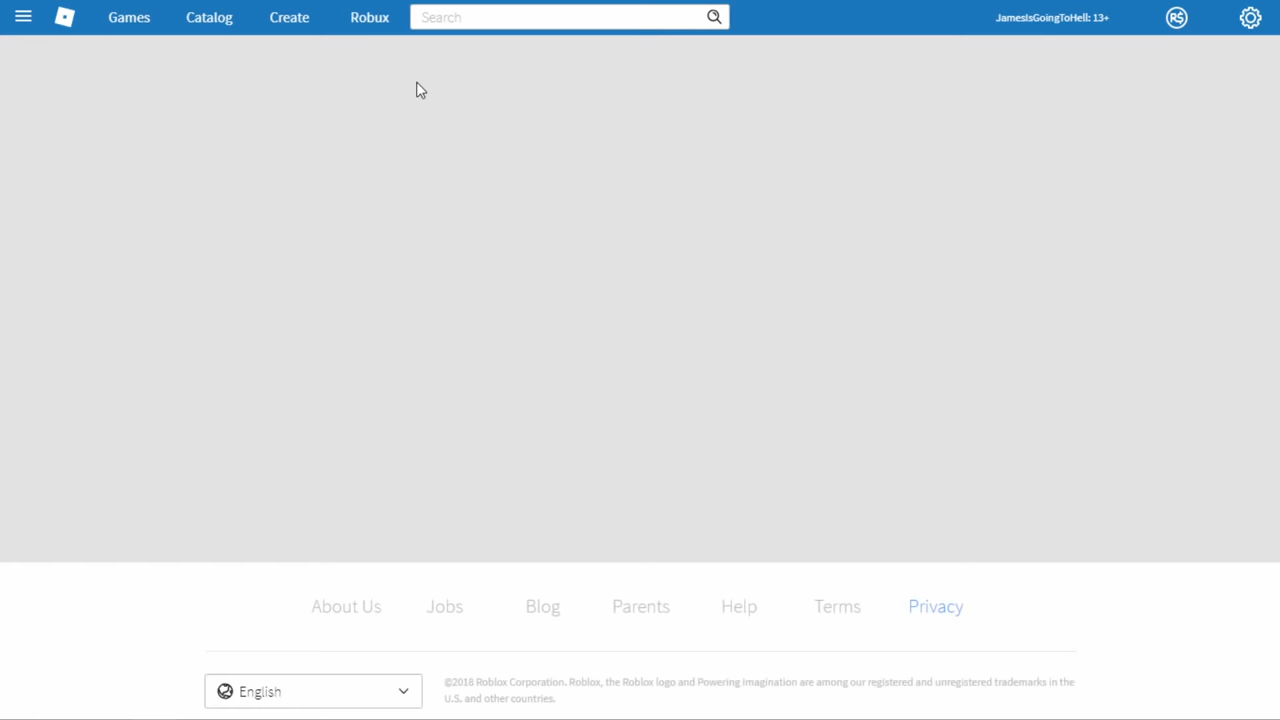 Games Catalog Create Robux Search JamesIsGoingToHell: 13+ R$
About Us Jobs Blog Parents Help Terms Privacy
English
©2018 Roblox Corporation. Roblox, the Roblox logo and Powering imagination are among our registered and unregistered trademarks in the
U.S. and other countries.